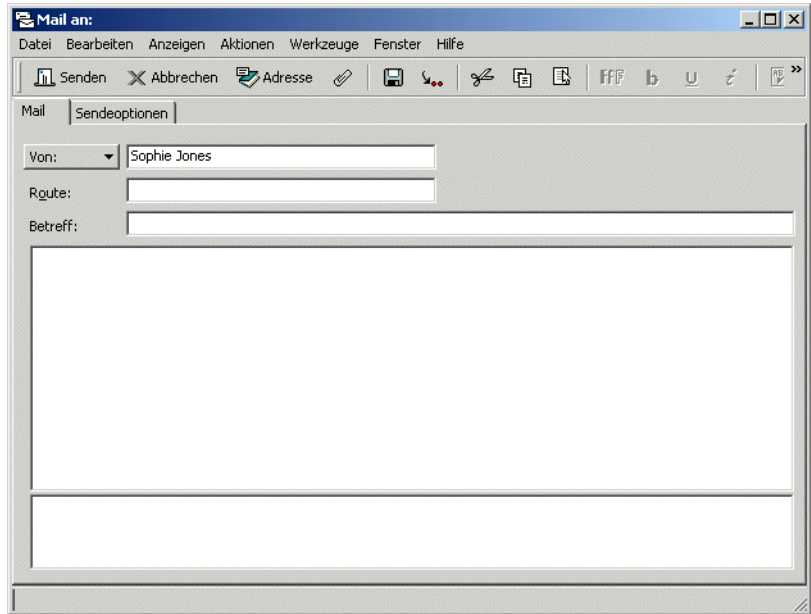 Mail an:
Datei Bearbeiten Anzeigen Aktionen Werkzeuge Fenster Hilfe
Senden Abbrechen Adresse FfF b u i
Mail Sendeoptionen
Von: Sophie Jones
Route:
Betreff: